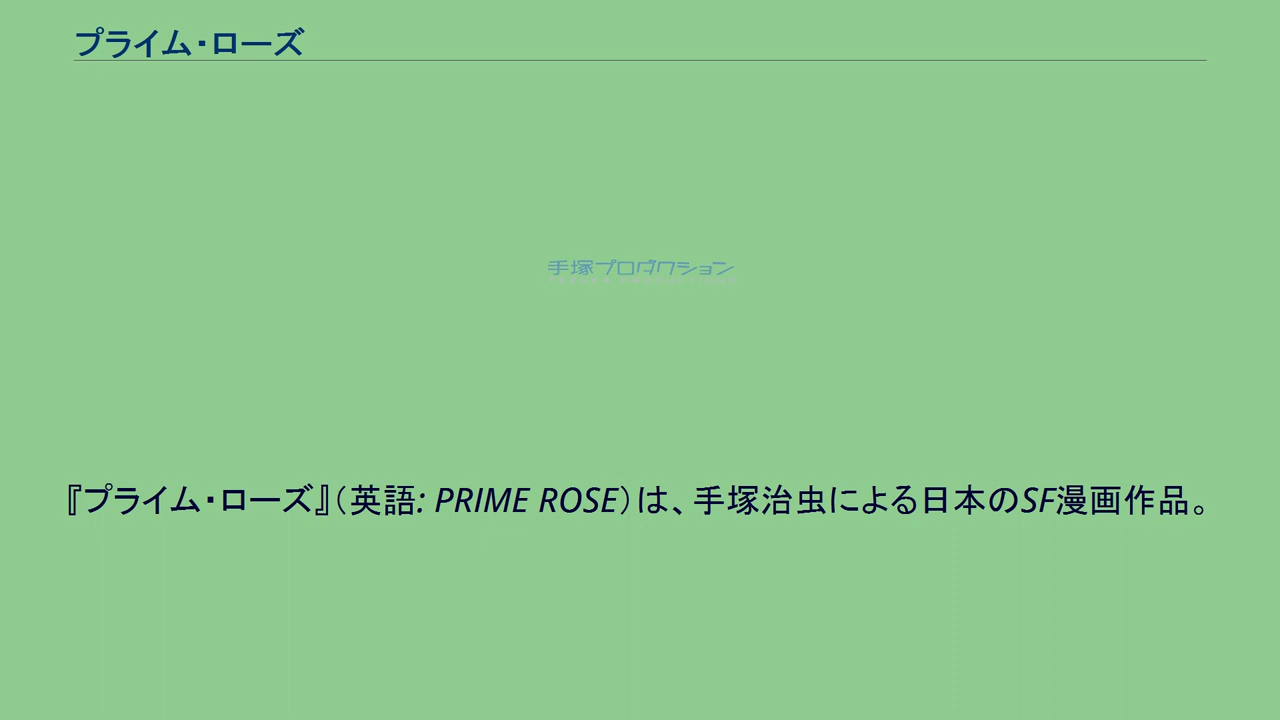 プライム・ローズ
手塚プロダクション
『プライム・ローズ』（英語: PRIME ROSE）は、手塚治虫による日本のSF漫画作品。